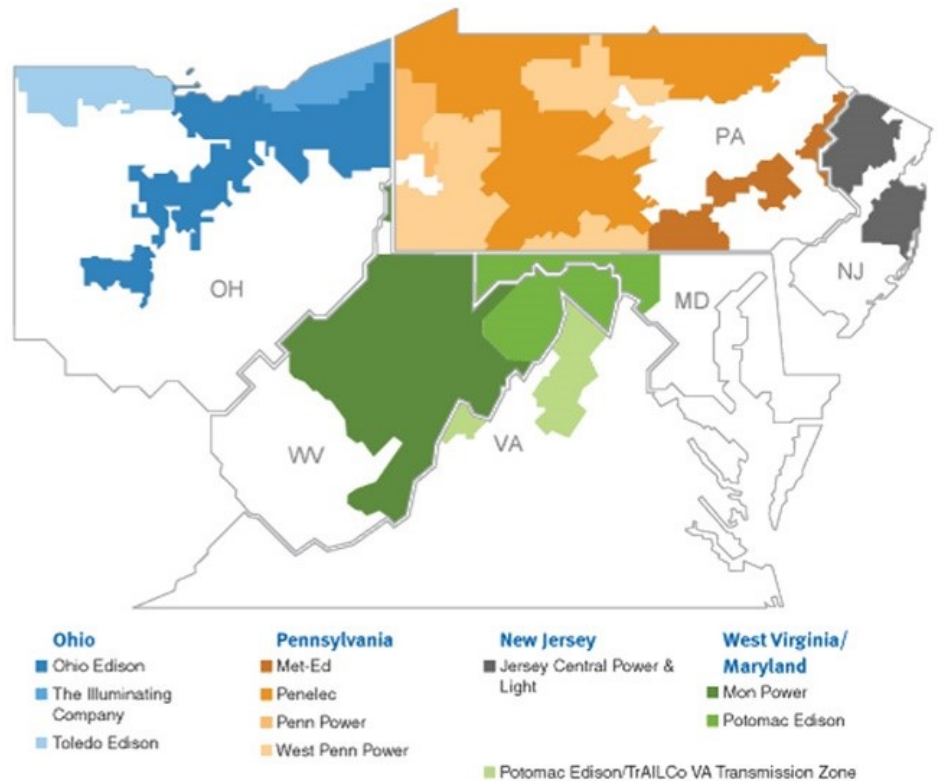 PA
OH
NJ
MD
WV
VA
Ohio
Ohio Edison
The Illuminating
Company
Toledo Edison
Pennsylvania
Met-Ed
Penelec
Penn Power
West Penn Power
New Jersey
Jersey Central Power &
Light
West Virginia/
Maryland
Mon Power
Potomac Edison
Potomac Edison/TrAILCo VA Transmission Zone